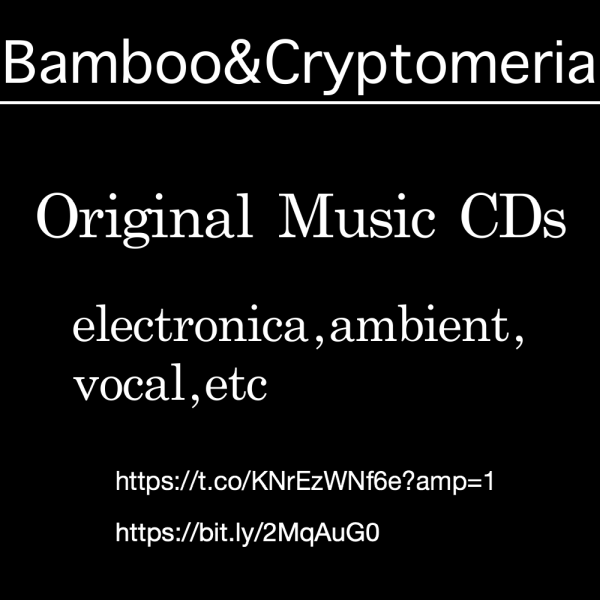 Bamboo&Cryptomeria
Original Music CDs
electronica,ambient,
vocal,etc
https://t.co/KNrEzWNf6e?amp=1
https://bit.ly/2MqAuG0